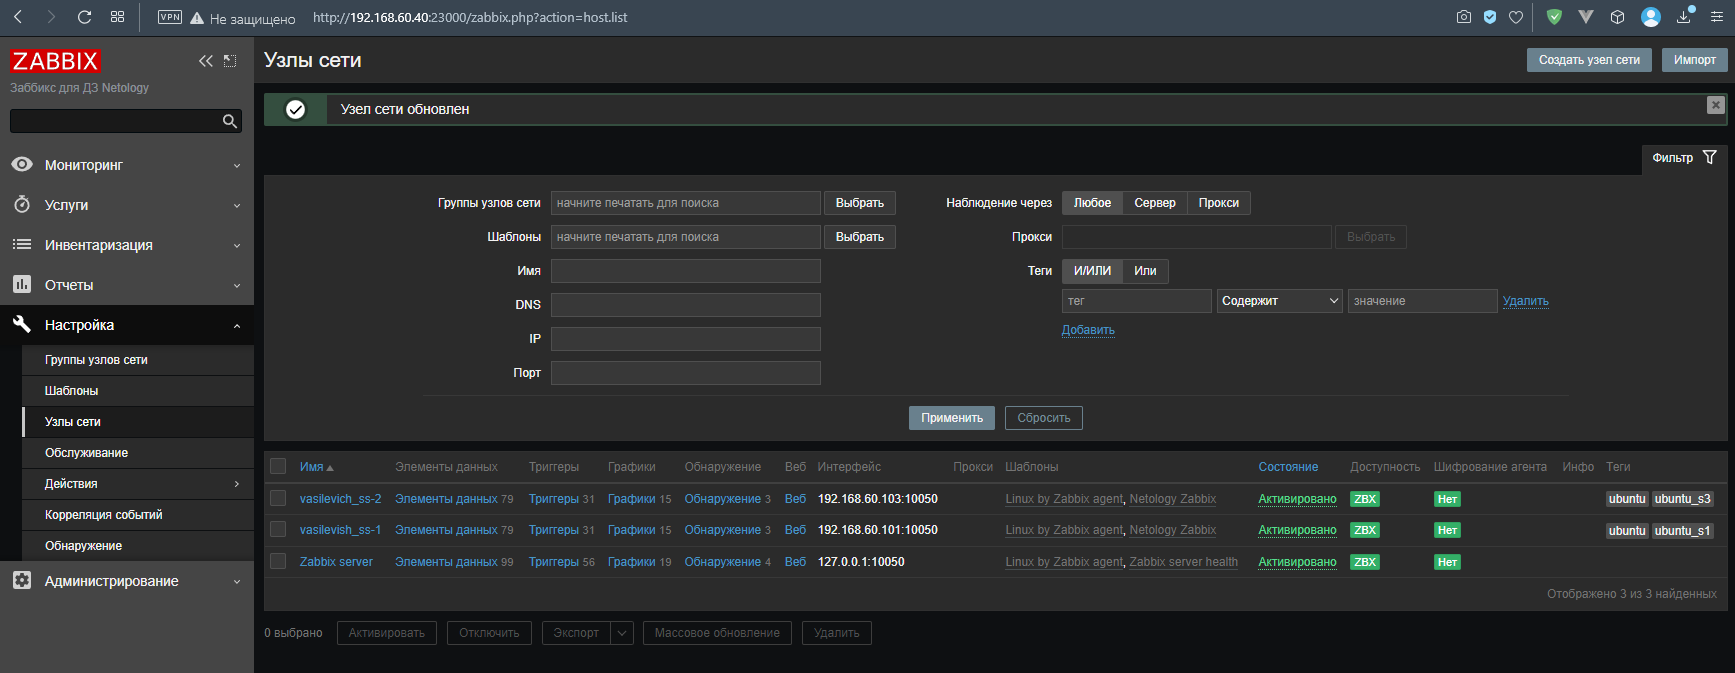 VPN Не защищено http://192.168.60.40:23000/zabbix.php?action=host.list
ZABBIX
Заббикс для ДЗ Netology
Мониторинг
Услуги
Инвентаризация
Отчеты
Настройка
Группы узлов сети
Шаблоны
Узлы сети
Обслуживание
Действия
Корреляция событий
Обнаружение
Администрирование
Узлы сети Создать узел сети Импорт
Узел сети обновлен
Фильтр
Группы узлов сети начните печатать для поиска Выбрать
Шаблоны начните печатать для поиска Выбрать
Имя
DNS
IP
Порт
Наблюдение через Любое Сервер Прокси
Прокси Выбрать
Теги И/ИЛИ Или
тег Содержит значение Удалить
Добавить
Применить Сбросить
Имя Элементы данных Триггеры Графики Обнаружение Веб Интерфейс Прокси Шаблоны Состояние Доступность Шифрование агента Инфо Теги
vasilevich_ss-2 Элементы данных 79 Триггеры 31 Графики 15 Обнаружение 3 Веб 192.168.60.103:10050 Linux by Zabbix agent, Netology Zabbix Активировано ZBX Нет ubuntu ubuntu_s3
vasilevish_ss-1 Элементы данных 79 Триггеры 31 Графики 15 Обнаружение 3 Веб 192.168.60.101:10050 Linux by Zabbix agent, Netology Zabbix Активировано ZBX Нет ubuntu ubuntu_s1
Zabbix server Элементы данных 99 Триггеры 56 Графики 19 Обнаружение 4 Веб 127.0.0.1:10050 Linux by Zabbix agent, Zabbix server health Активировано ZBX Нет
Отображено 3 из 3 найденных
0 выбрано Активировать Отключить Экспорт Массовое обновление Удалить